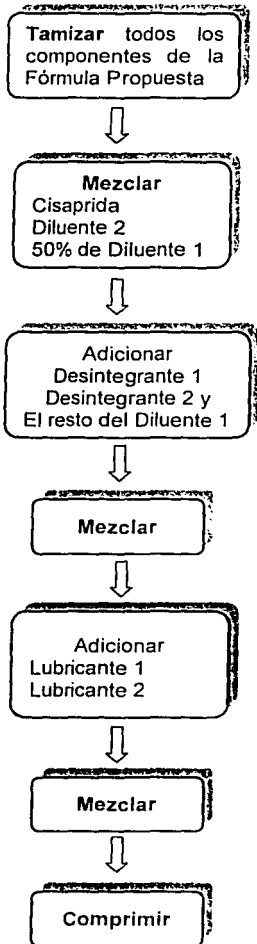 Tamizar todos los
componentes de la
Fórmula Propuesta
Mezclar
Cisaprida
Diluente 2
50% de Diluente 1
Adicionar
Desintegrante 1
Desintegrante 2 y
El resto del Diluente 1
Mezclar
Adicionar
Lubricante 1
Lubricante 2
Mezclar
Comprimir